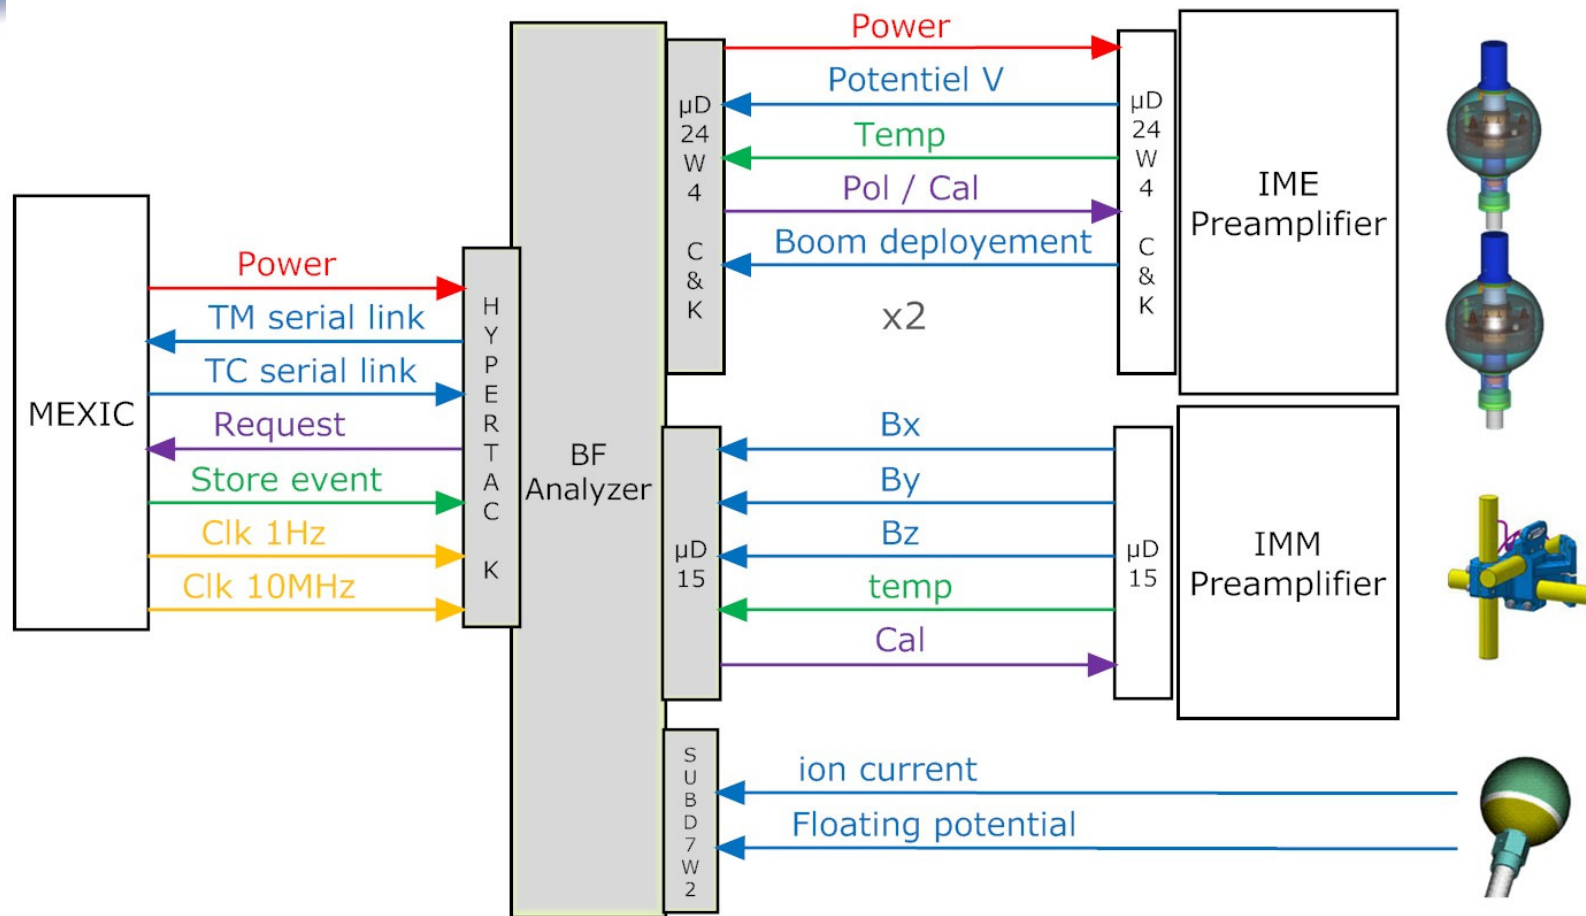 MEXIC
Power
TM serial link
TC serial link
Request
Store event
Clk 1Hz
Clk 10MHz
HYPERTAC K
BF
Analyzer
µD
24
W
4
C
&
K
Power
Potentiel V
Temp
Pol / Cal
Boom deployement
x2
µD
24
W
4
C
&
K
IME
Preamplifier
µD
15
Bx
By
Bz
temp
Cal
µD
15
IMM
Preamplifier
SUBD7W2
ion current
Floating potential